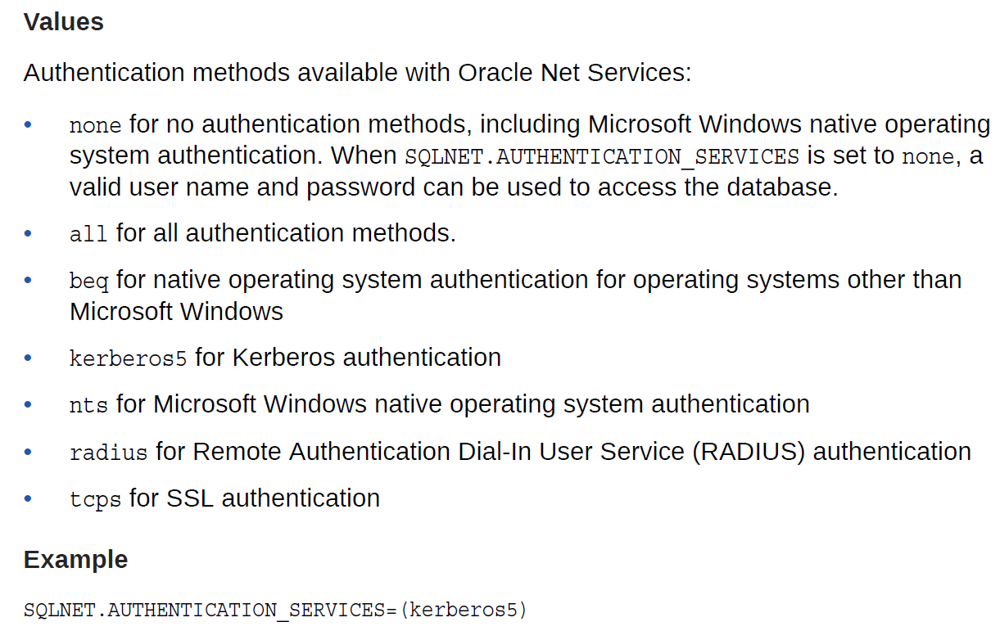 Values
Authentication methods available with Oracle Net Services:
• none for no authentication methods, including Microsoft Windows native operating
system authentication. When SQLNET.AUTHENTICATION_SERVICES is set to none, a
valid user name and password can be used to access the database.
• all for all authentication methods.
• beq for native operating system authentication for operating systems other than
Microsoft Windows
• kerberos5 for Kerberos authentication
• nts for Microsoft Windows native operating system authentication
• radius for Remote Authentication Dial-In User Service (RADIUS) authentication
• tcps for SSL authentication
Example
SQLNET.AUTHENTICATION_SERVICES=(kerberos5)